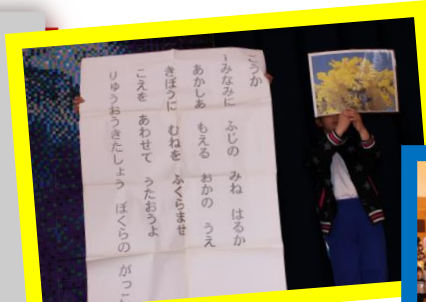 こうか
みなみに ふじの みね はるか
あかしあ もえる おかの うえ
きぼうに むねを ふくらませ
こえを あわせて うたおうよ
りゅうおうきたしょう ぼくらの がっこ